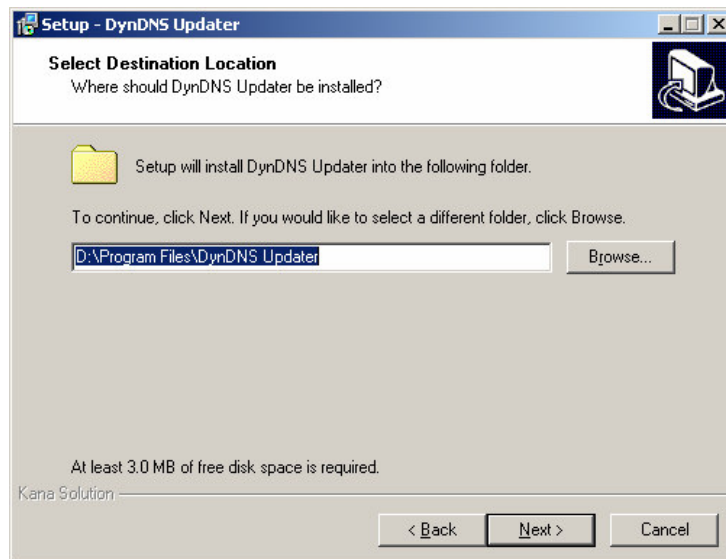 Setup - DynDNS Updater
Select Destination Location
Where should DynDNS Updater be installed?
Setup will install DynDNS Updater into the following folder.
To continue, click Next. If you would like to select a different folder, click Browse.
D:\Program Files\DynDNS Updater
Browse...
At least 3.0 MB of free disk space is required.
Kana Solution
< Back
Next >
Cancel